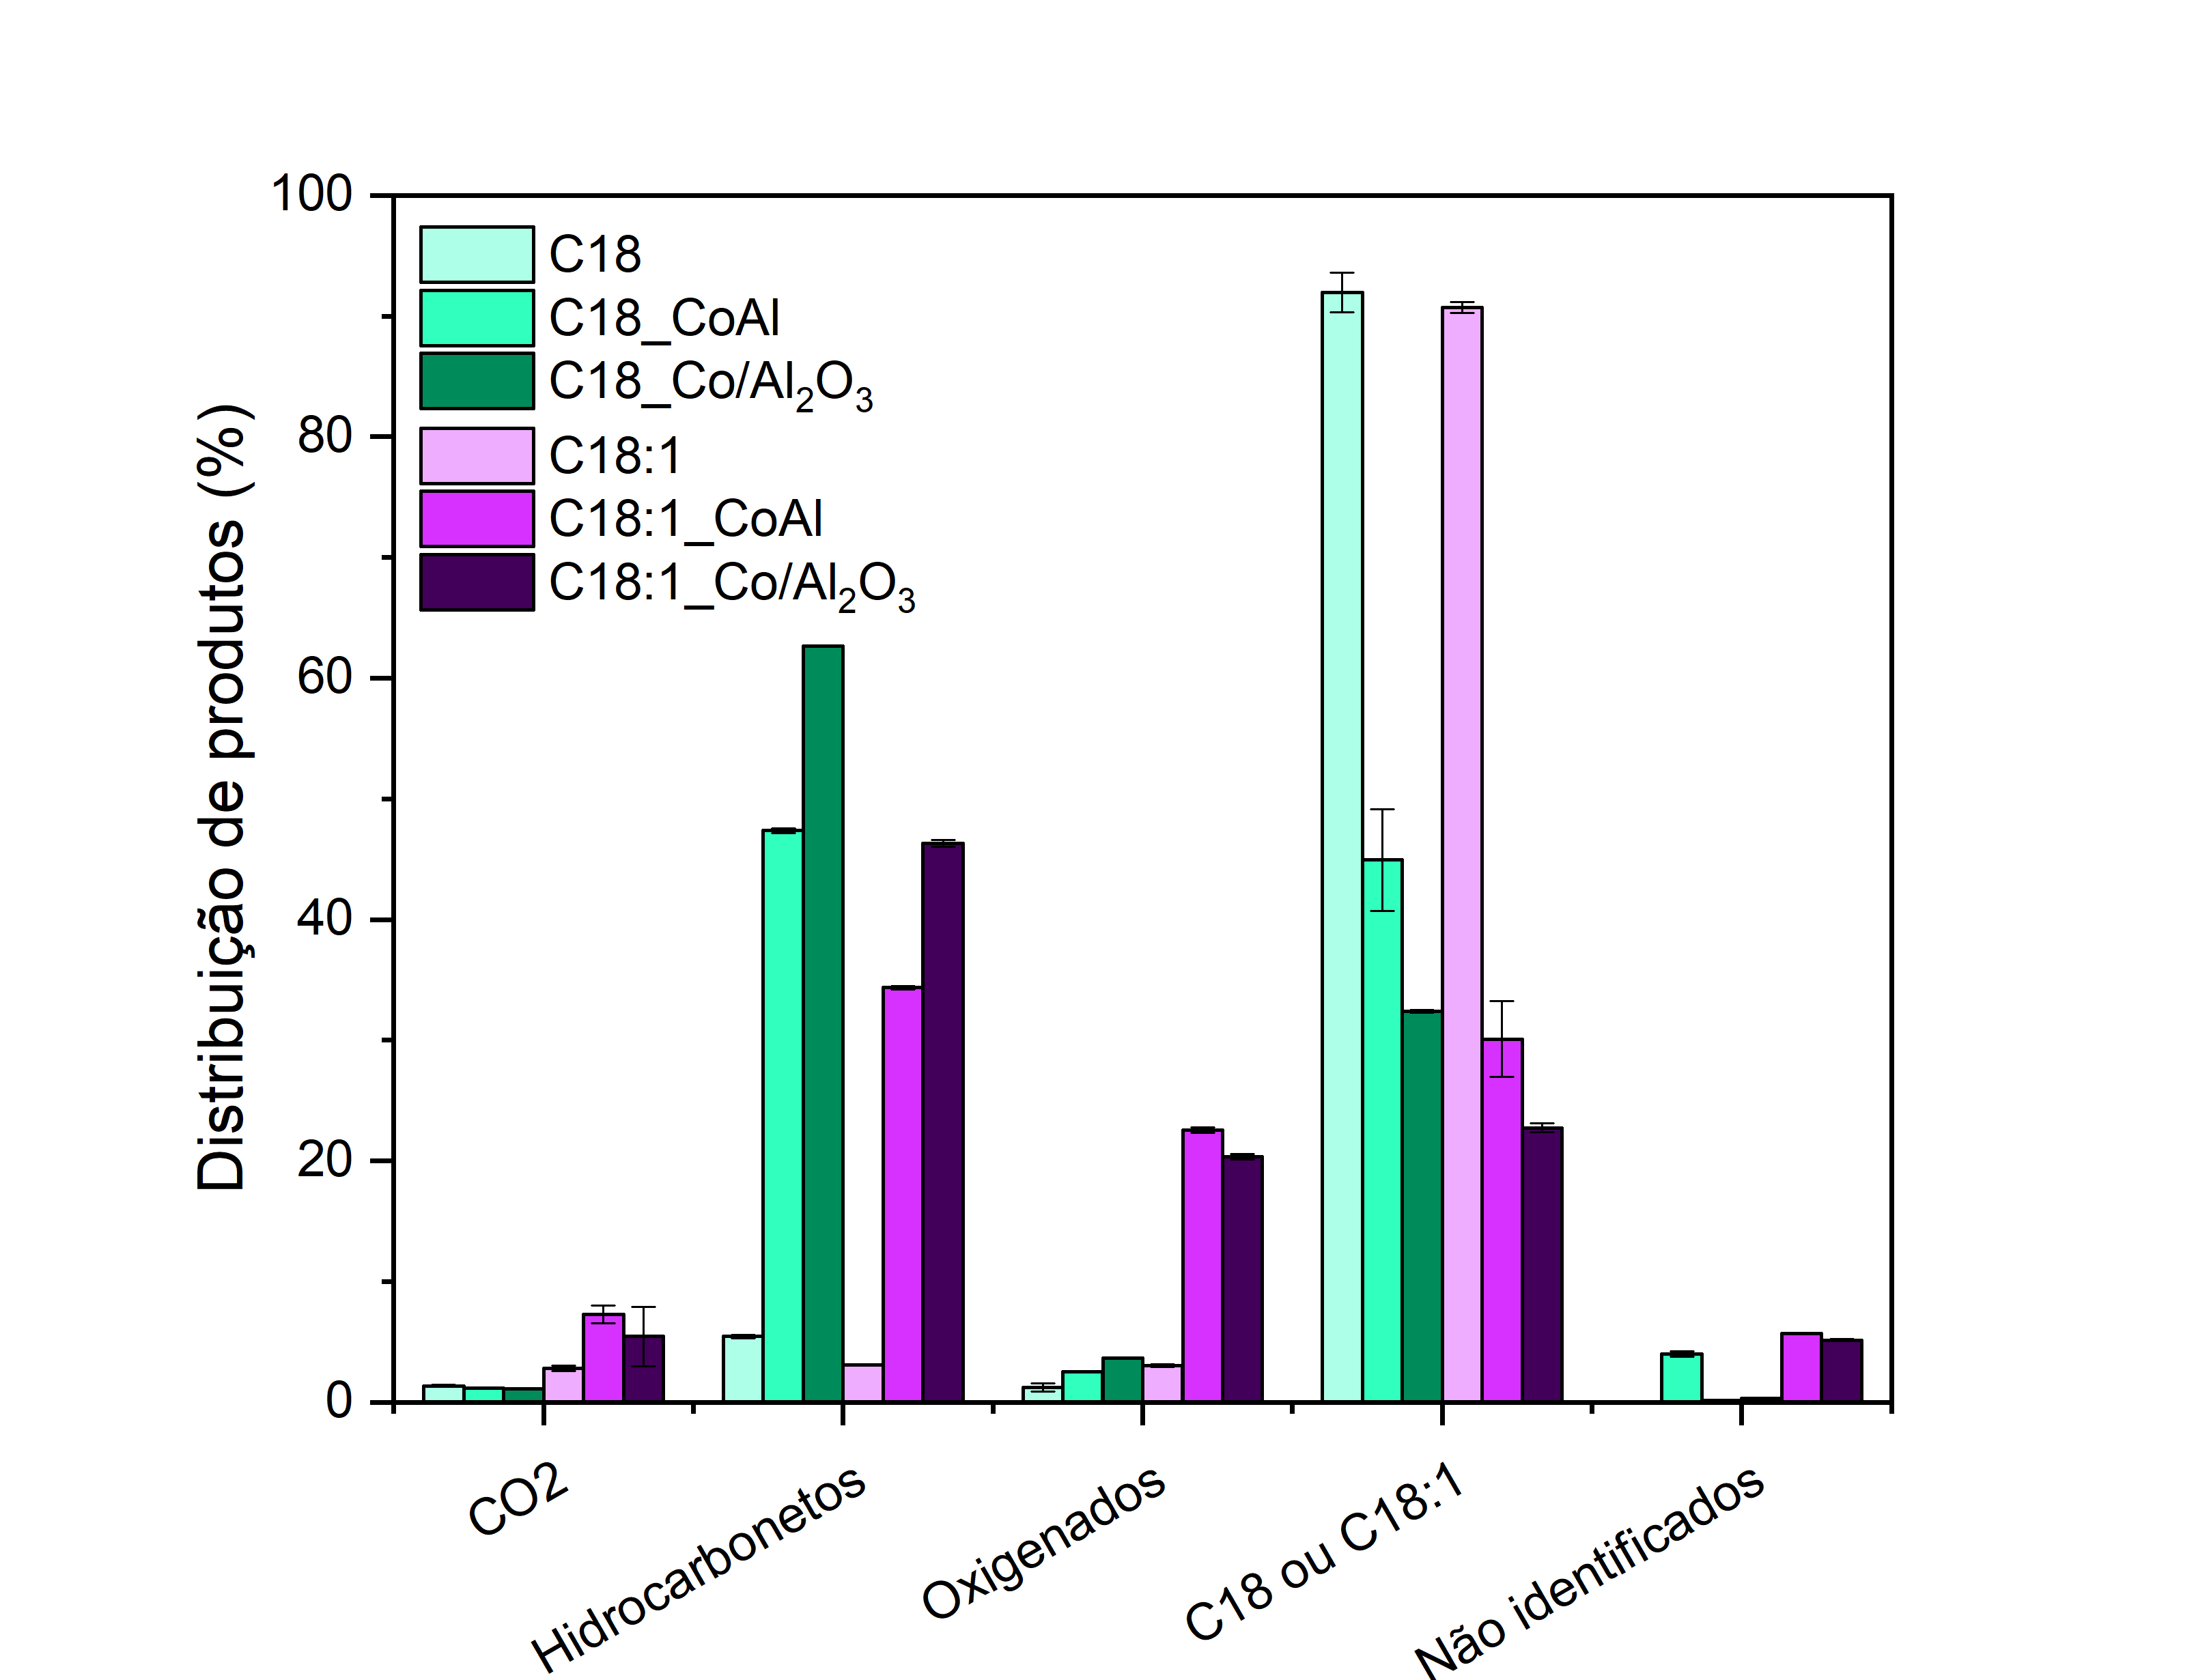 Distribuição de produtos (%)
100
80
60
40
20
0
C18
C18_CoAl
C18_Co/Al₂O₃
C18:1
C18:1_CoAl
C18:1_Co/Al₂O₃
CO2
Hidrocarbonetos
Oxigenados
C18 ou C18:1
Não identificados